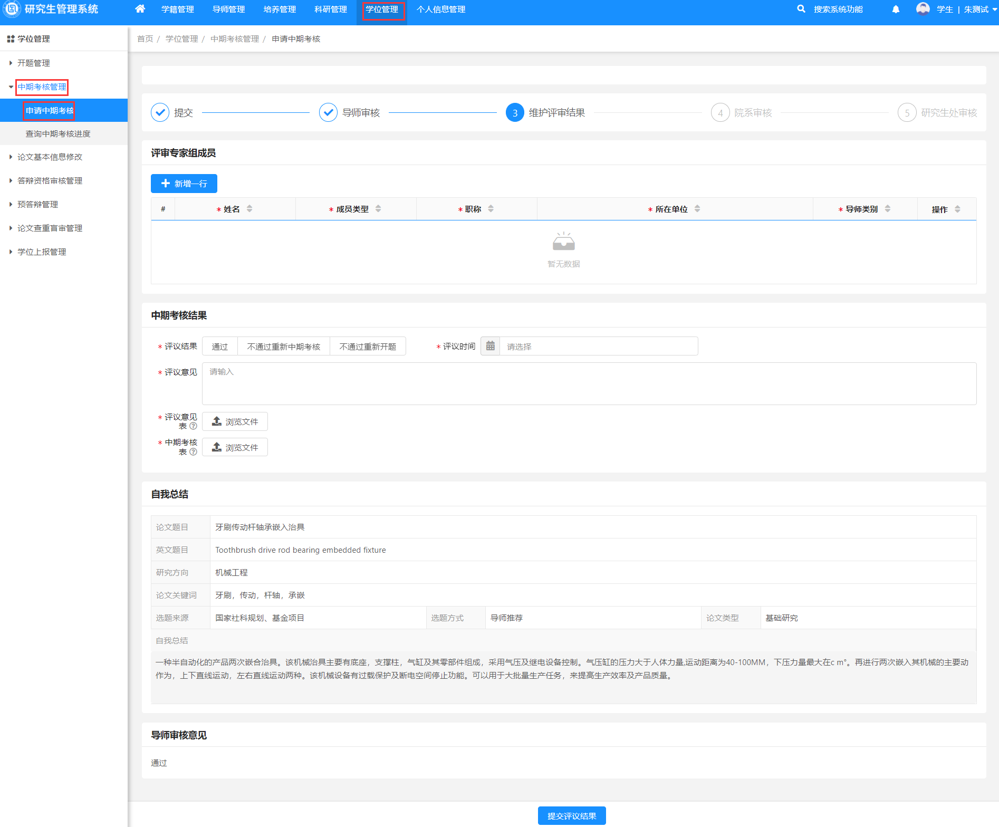 研究生管理系统 学籍管理 导师管理 培养管理 科研管理 学位管理 个人信息管理 搜索系统功能 学生 | 朱测试
学位管理
首页 / 学位管理 / 中期考核管理 / 申请中期考核
开题管理
中期考核管理
申请中期考核
查询中期考核进度
论文基本信息修改
答辩资格审核管理
预答辩管理
论文查重盲审管理
学位上报管理
提交 导师审核 3 维护评审结果 4 院系审核 5 研究生处审核
评审专家组成员
新增一行
# * 姓名 * 成员类型 * 职称 * 所在单位 * 导师类别 操作
暂无数据
中期考核结果
* 评议结果 通过 不通过重新中期考核 不通过重新开题 * 评议时间 请选择
* 评议意见 请输入
* 评议意见
表 浏览文件
* 中期考核
表 浏览文件
自我总结
论文题目 牙刷传动杆轴承嵌入治具
英文题目 Toothbrush drive rod bearing embedded fixture
研究方向 机械工程
论文关键词 牙刷，传动，杆轴，承嵌
选题来源 国家社科规划、基金项目 选题方式 导师推荐 论文类型 基础研究
自我总结
一种半自动化的产品两次嵌合治具。该机械治具主要有底座，支撑柱，气缸及其零部件组成，采用气压及继电设备控制。气压缸的压力大于人体力量,运动距离为40-100MM，下压力量最大在c m°。再进行两次嵌入其机械的主要动
作为，上下直线运动，左右直线运动两种。该机械设备有过载保护及断电空间停止功能。可以用于大批量生产任务，来提高生产效率及产品质量。
导师审核意见
通过
提交评议结果